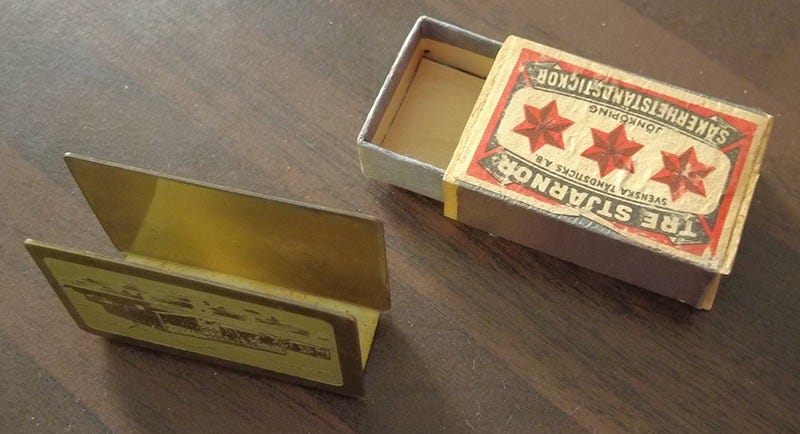 TRE STJÄRNOR
SVENSKA TÄNDSTICKS A.B.
JÖNKÖPING
SÄKERHETSTÄNDSTICKOR